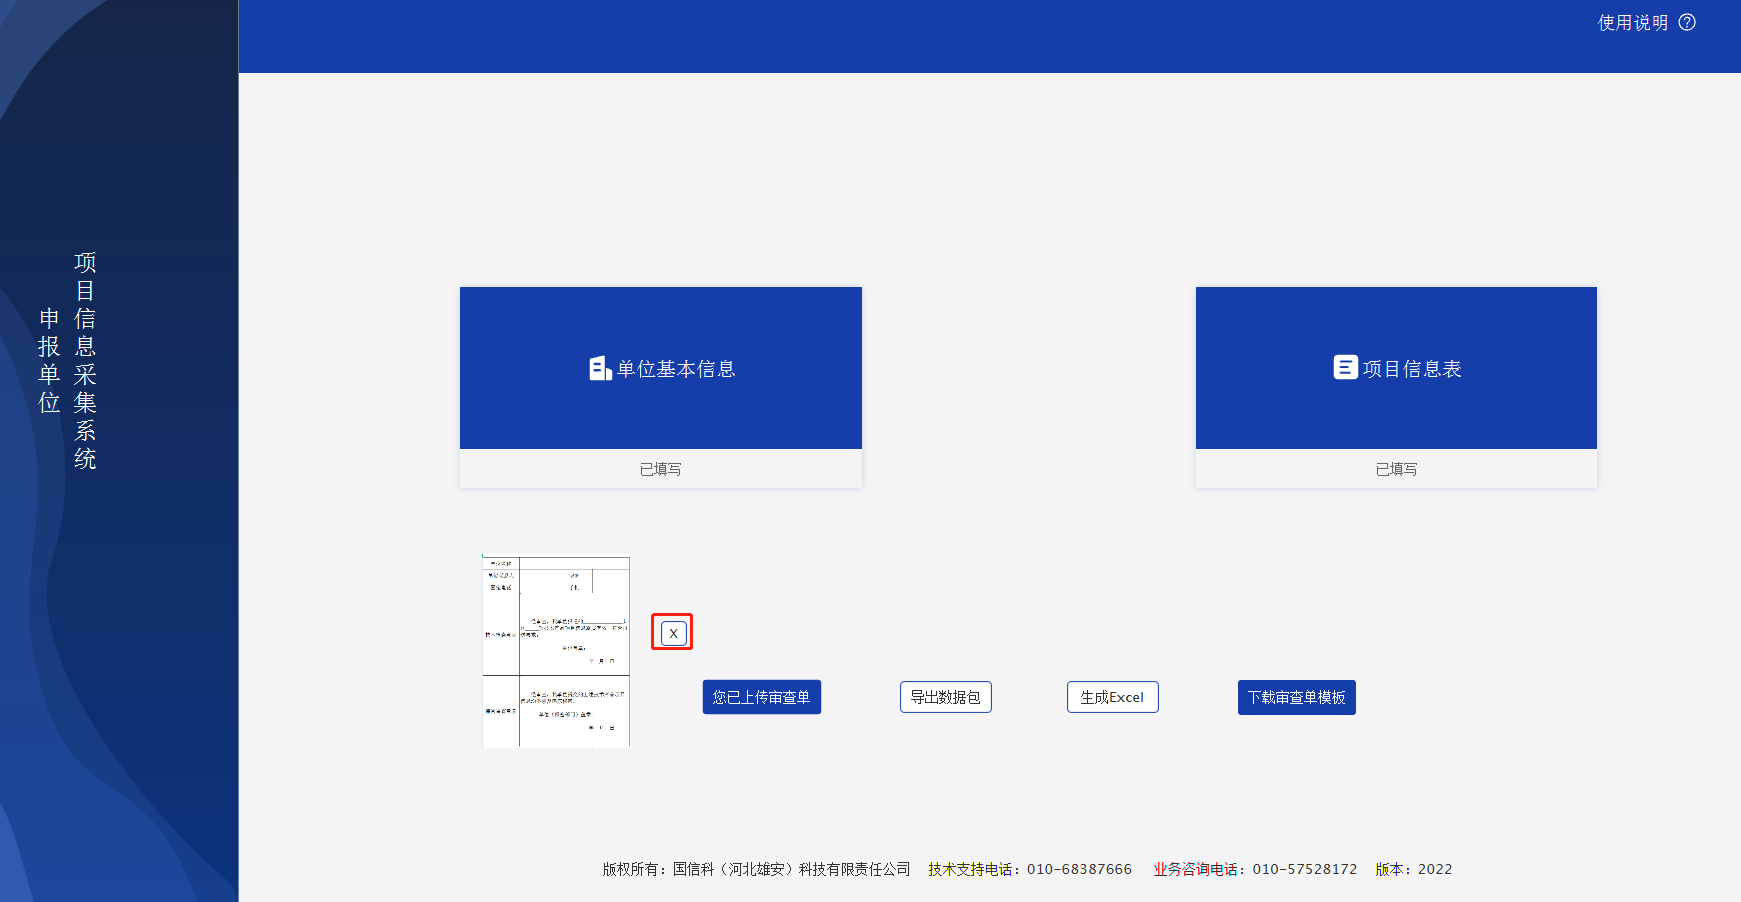 使用说明
项目信息采集系统
申报单位
单位基本信息
已填写
项目信息表
已填写
X
您已上传审查单
导出数据包
生成Excel
下载审查单模板
版权所有：国信科（河北雄安）科技有限责任公司 技术支持电话：010-68387666 业务咨询电话：010-57528172 版本：2022